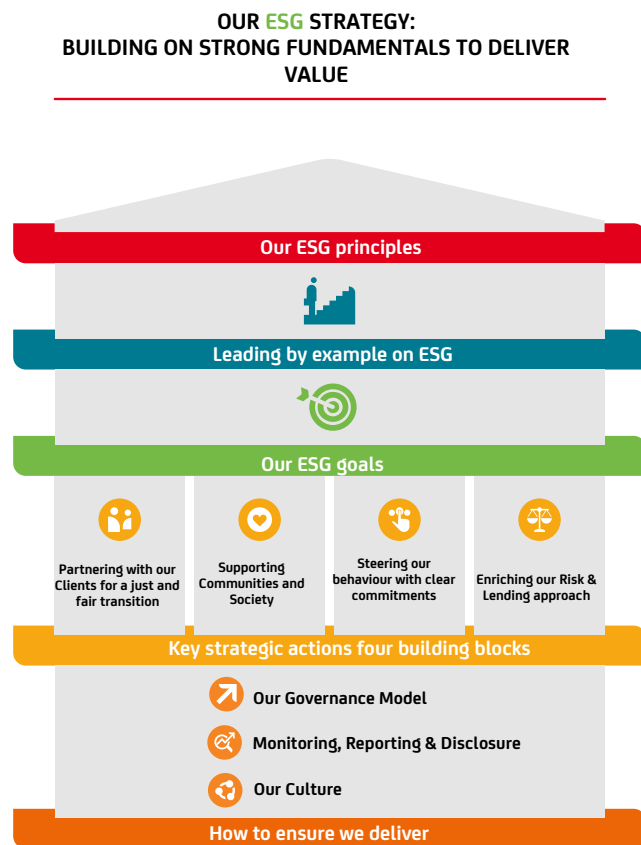 OUR ESG STRATEGY:
BUILDING ON STRONG FUNDAMENTALS TO DELIVER
VALUE
Our ESG principles
Leading by example on ESG
Our ESG goals
Partnering with our
Clients for a just and
fair transition
Supporting
Communities and
Society
Steering our
behaviour with clear
commitments
Enriching our Risk &
Lending approach
Key strategic actions four building blocks
Our Governance Model
Monitoring, Reporting & Disclosure
Our Culture
How to ensure we deliver